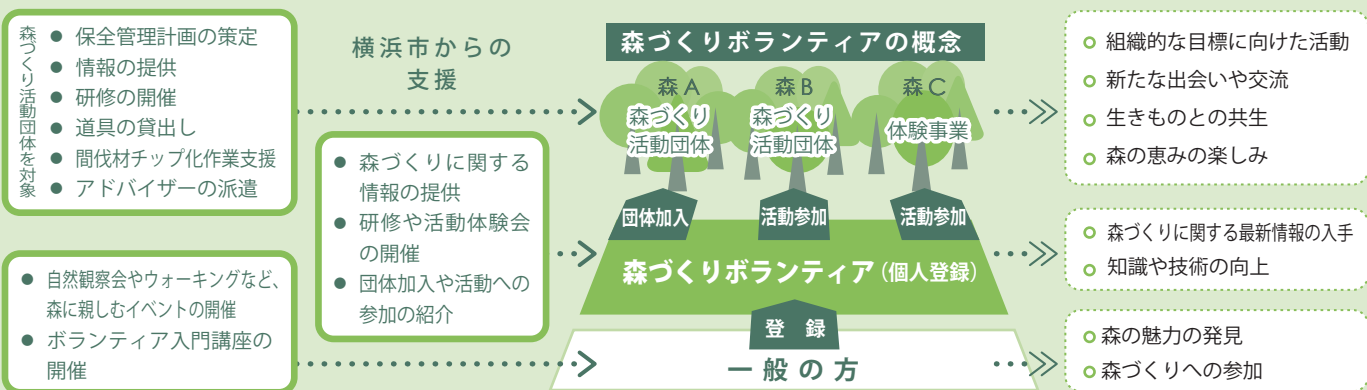 森づくり活動団体を対象
● 保全管理計画の策定
● 情報の提供
● 研修の開催
● 道具の貸出し
● 間伐材チップ化作業支援
● アドバイザーの派遣
● 自然観察会やウォーキングなど、
森に親しむイベントの開催
● ボランティア入門講座の
開催
横浜市からの
支援
● 森づくりに関する
情報の提供
● 研修や活動体験会
の開催
● 団体加入や活動への
参加の紹介
森づくりボランティアの概念
森A
森づくり
活動団体
森B
森づくり
活動団体
森C
体験事業
団体加入
活動参加
活動参加
森づくりボランティア(個人登録)
登 録
一般の方
組織的な目標に向けた活動
新たな出会いや交流
生きものとの共生
森の恵みの楽しみ
森づくりに関する最新情報の入手
知識や技術の向上
森の魅力の発見
森づくりへの参加